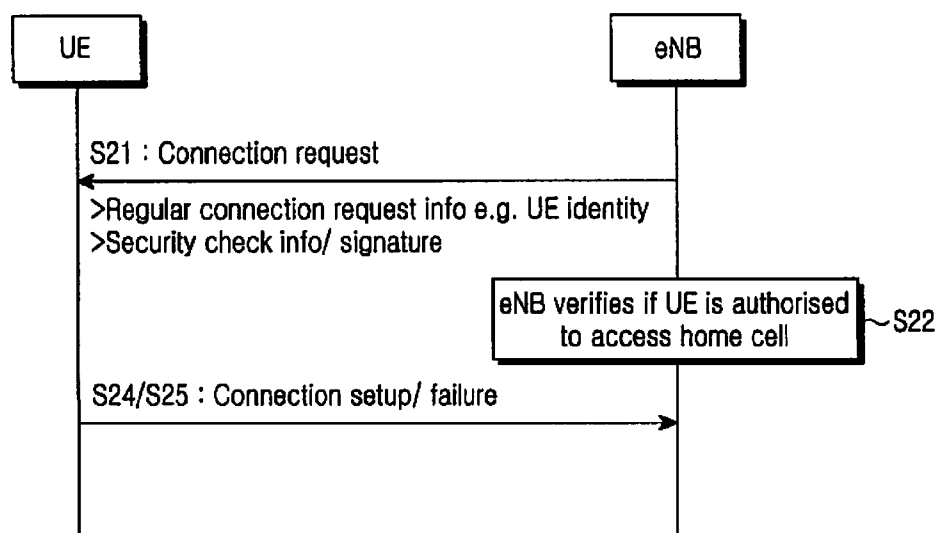 UE
eNB
S21 : Connection request
>Regular connection request info e.g. UE identity
>Security check info/ signature
eNB verifies if UE is authorised
to access home cell
S22
S24/S25 : Connection setup/ failure